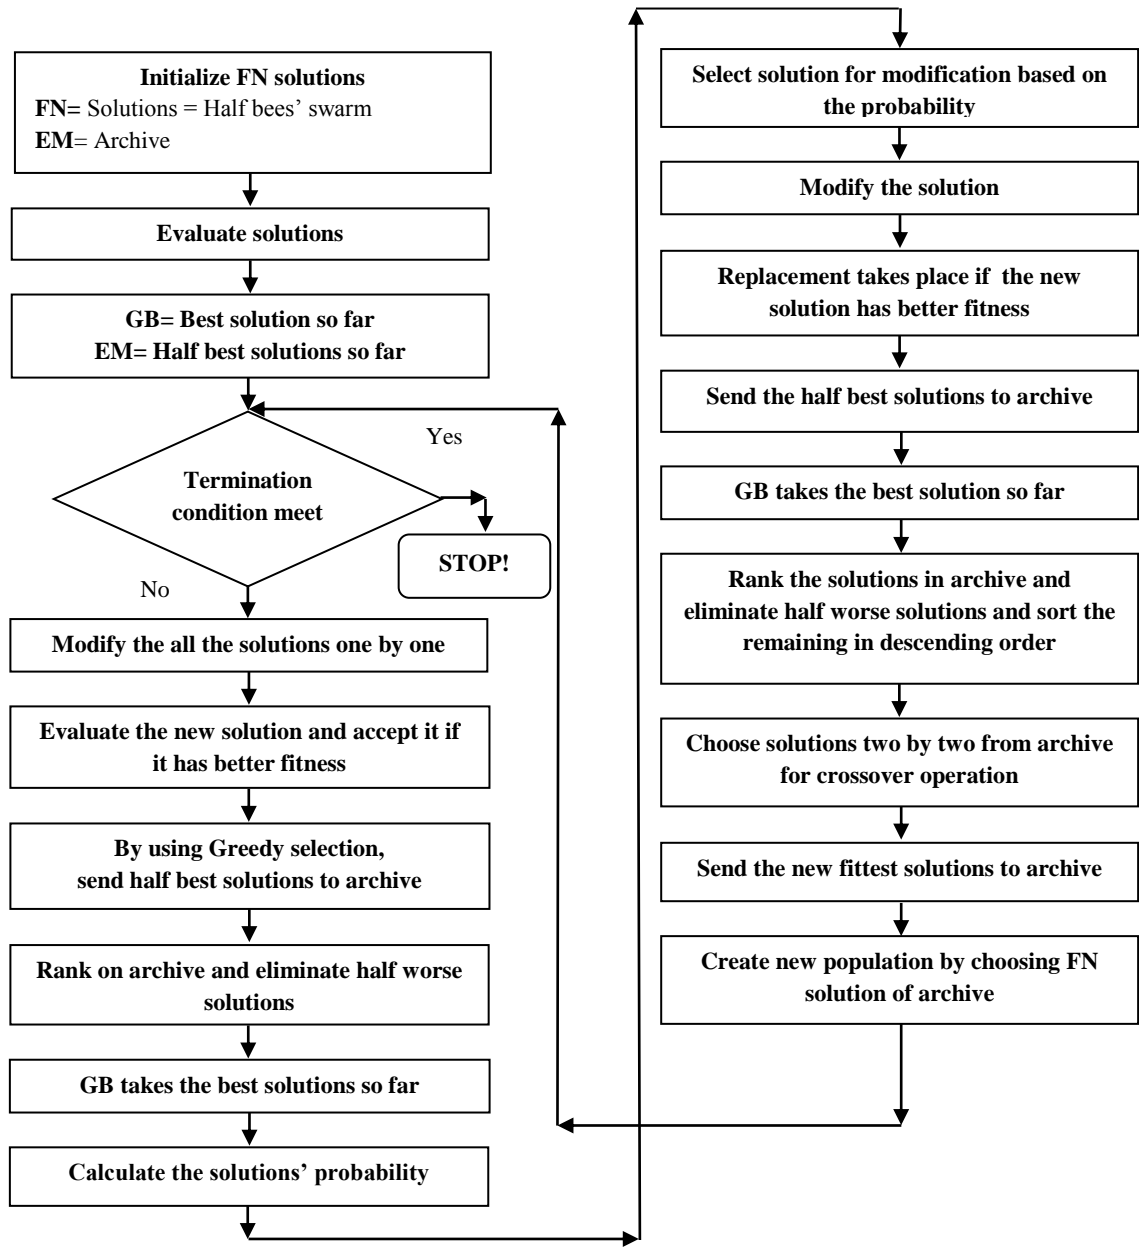 Initialize FN solutions
FN= Solutions = Half bees’ swarm
EM= Archive
Evaluate solutions
GB= Best solution so far
EM= Half best solutions so far
Yes
Termination
condition meet
STOP!
No
Modify the all the solutions one by one
Evaluate the new solution and accept it if
it has better fitness
By using Greedy selection,
send half best solutions to archive
Rank on archive and eliminate half worse
solutions
GB takes the best solutions so far
Calculate the solutions’ probability
Select solution for modification based on
the probability
Modify the solution
Replacement takes place if the new
solution has better fitness
Send the half best solutions to archive
GB takes the best solution so far
Rank the solutions in archive and
eliminate half worse solutions and sort the
remaining in descending order
Choose solutions two by two from archive
for crossover operation
Send the new fittest solutions to archive
Create new population by choosing FN
solution of archive